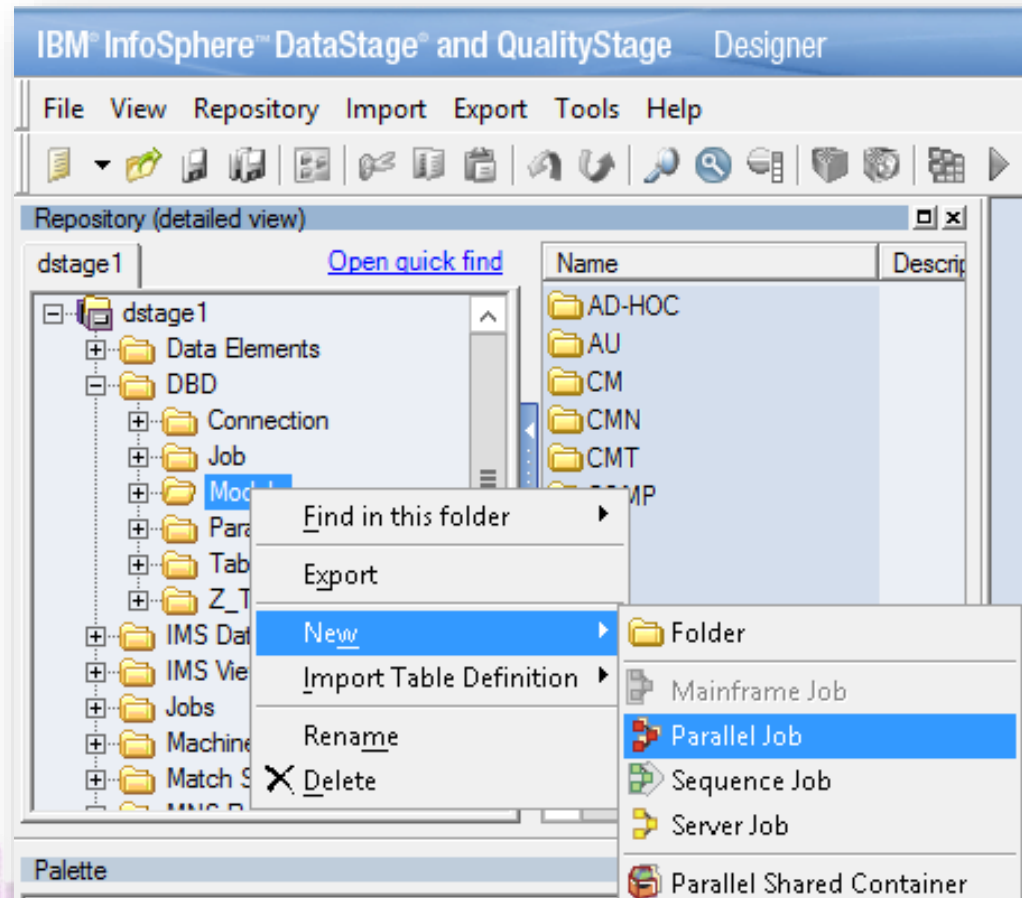 IBM® InfoSphere™ DataStage® and QualityStage Designer
File View Repository Import Export Tools Help
Repository (detailed view)
dstage1 Open quick find Name Descrip
dstage1
Data Elements
DBD
Connection
Job
IMS
Jobs
Match
AD-HOC
AU
CM
CMN
CMT
Find in this folder
Export
New
Import Table Definition
Rename
Delete
Folder
Mainframe Job
Parallel Job
Sequence Job
Server Job
Parallel Shared Container
Palette